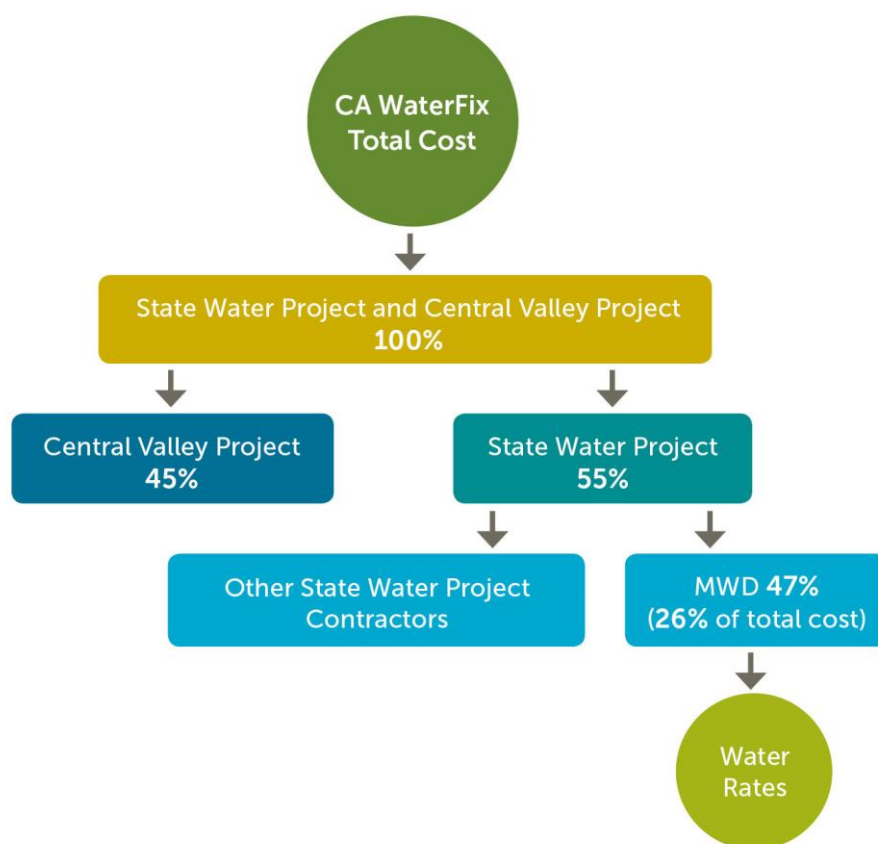 CA WaterFix
Total Cost
State Water Project and Central Valley Project
100%
Central Valley Project
45%
State Water Project
55%
Other State Water Project
Contractors
MWD 47%
(26% of total cost)
Water
Rates